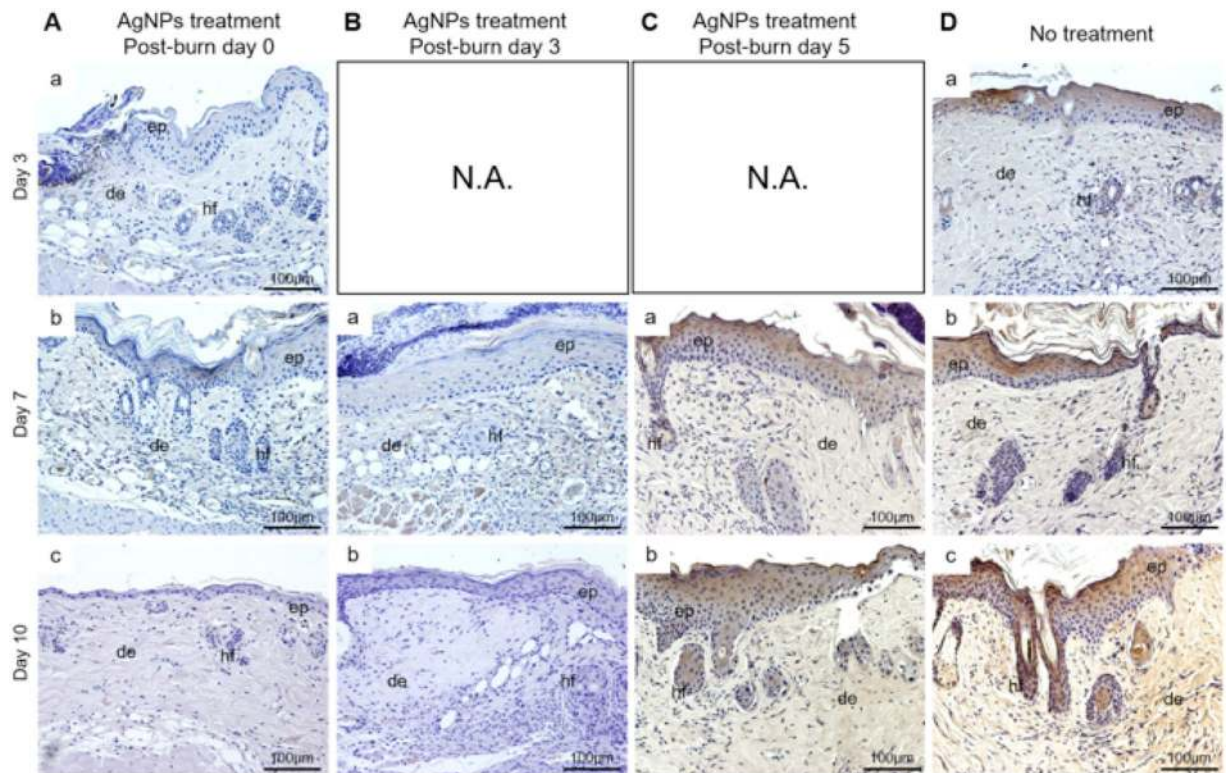 A
AgNPs treatment
Post-burn day 0
B
AgNPs treatment
Post-burn day 3
C
AgNPs treatment
Post-burn day 5
D
No treatment
Day 3
a
ep
de
hf
100μm
N.A.
N.A.
a
ep
de
hf
100μm
Day 7
b
ep
de
hf
100μm
a
ep
de
hf
100μm
a
ep
hf
de
100μm
b
ep
de
hf
100μm
Day 10
c
ep
de
hf
100μm
b
ep
de
hf
100μm
b
ep
hf
de
100μm
c
ep
de
100μm